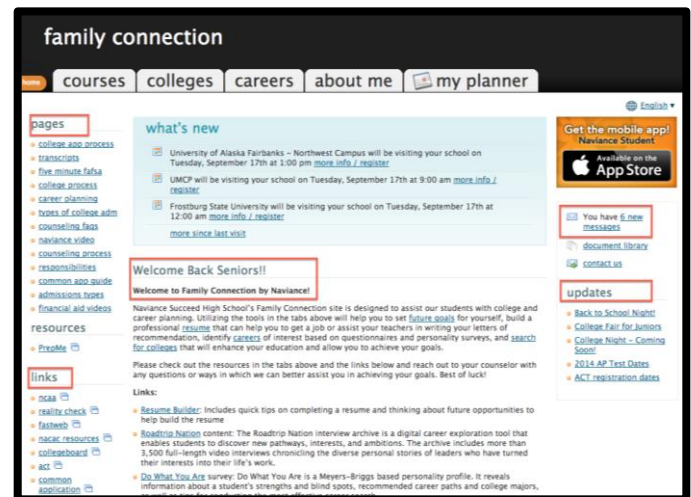 family connection
home courses colleges careers about me my planner
English
pages
college app process
transcripts
five minute fafsa
college process
career planning
types of college adm
counseling faqs
naviance video
counseling process
responsibilities
common app guide
admissions types
financial aid videos
resources
PrepMe
links
ncaa
reality check
fastweb
nacac resources
collegeboard
act
common
application
what's new
University of Alaska Fairbanks - Northwest Campus will be visiting your school on
Tuesday, September 17th at 1:00 pm more info / register
UMCP will be visiting your school on Tuesday, September 17th at 9:00 am more info /
register
Frostburg State University will be visiting your school on Tuesday, September 17th at
12:00 am more info / register
more since last visit
Welcome Back Seniors!!
Welcome to Family Connection by Naviance!
Naviance Succeed High School's Family Connection site is designed to assist our students with college and
career planning. Utilizing the tools in the tabs above will help you to set future goals for yourself, build a
professional resume that can help you to get a job or assist your teachers in writing your letters of
recommendation, identify careers of interest based on questionnaires and personality surveys, and search
for colleges that will enhance your education and allow you to achieve your goals.
Please check out the resources in the tabs above and the links below and reach out to your counselor with
any questions or ways in which we can better assist you in achieving your goals. Best of luck!
Links:
Resume Builder: Includes quick tips on completing a resume and thinking about future opportunities to
help build the resume
Roadtrip Nation content: The Roadtrip Nation interview archive is a digital career exploration tool that
enables students to discover new pathways, interests, and ambitions. The archive includes more than
3,500 full-length video interviews chronicling the diverse personal stories of leaders who have turned
their interests into their life's work.
Do What You Are survey: Do What You Are is a Meyers-Briggs based personality profile. It reveals
information about a student's strengths and blind spots, recommended career paths and college majors,
Get the mobile app!
Naviance Student
Available on the
App Store
You have 6 new
messages
document library
contact us
updates
Back to School Night!
College Fair for Juniors
College Night - Coming
Soon!
2014 AP Test Dates
ACT registration dates